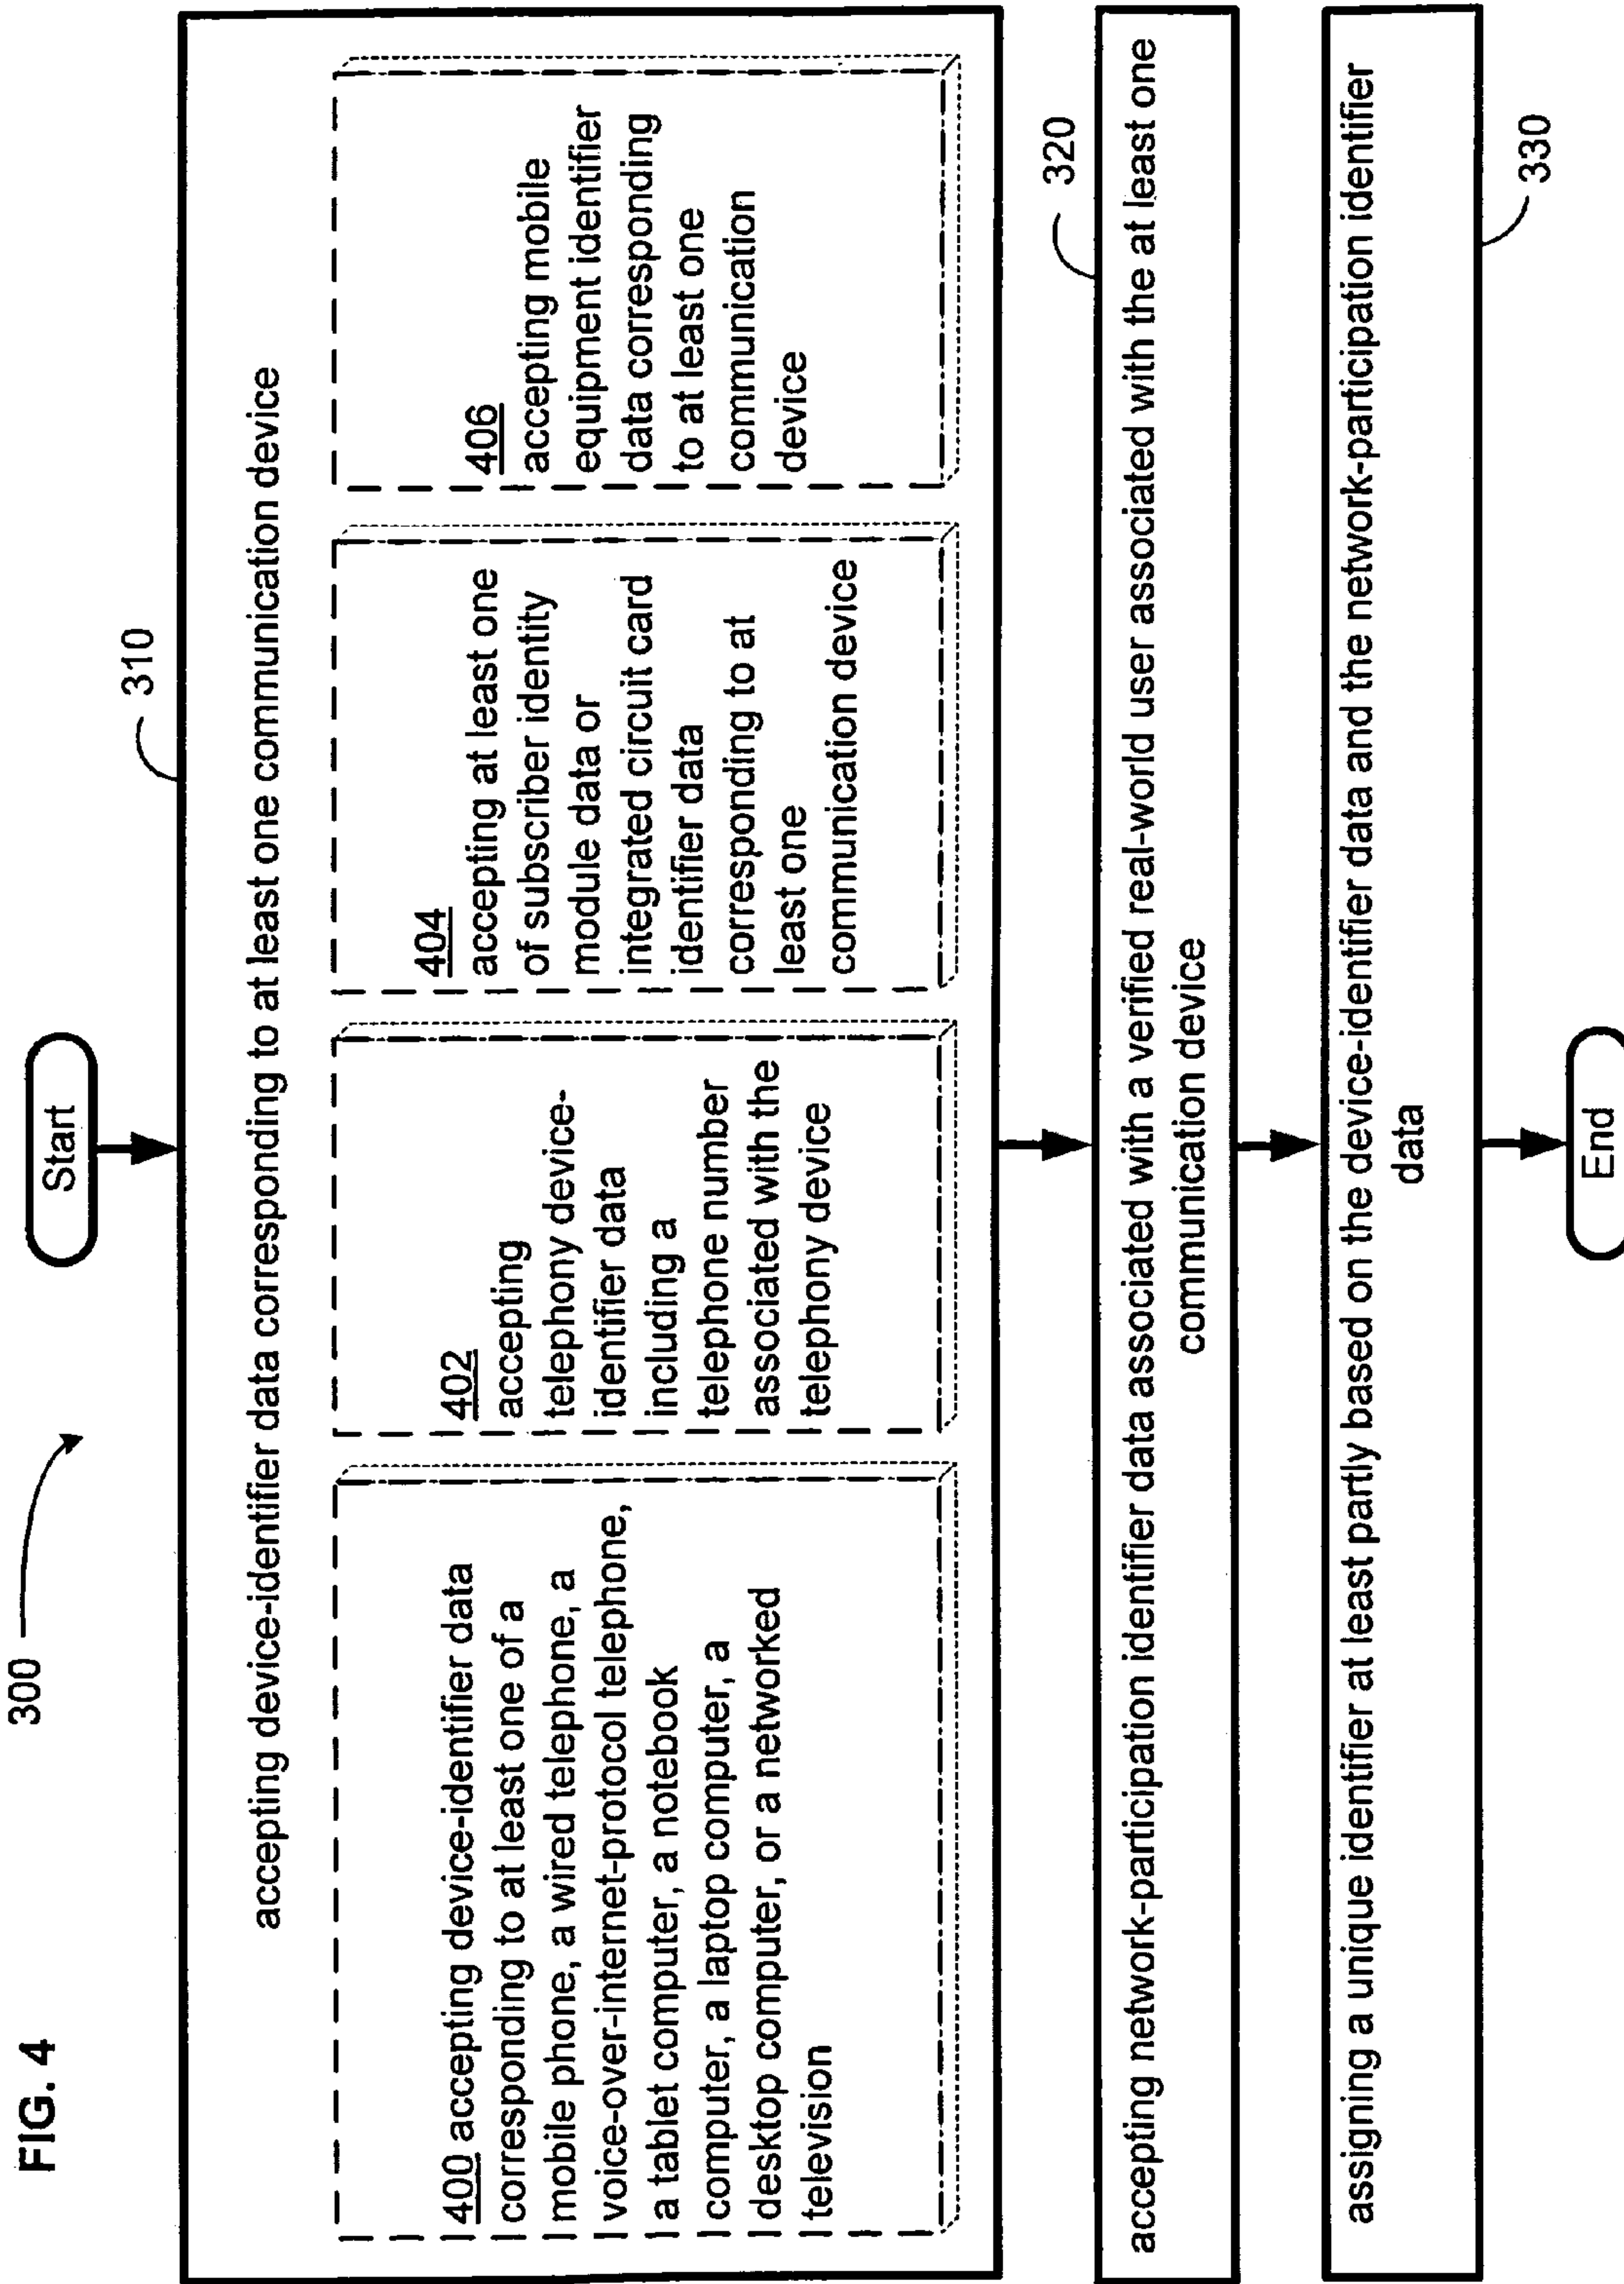 FIG. 4
300
Start
310
accepting device-identifier data corresponding to at least one communication device
400 accepting device-identifier data
corresponding to at least one of a
mobile phone, a wired telephone, a
voice-over-internet-protocol telephone,
a tablet computer, a notebook
computer, a laptop computer, a
desktop computer, or a networked
television
402
accepting
telephony device-
identifier data
including a
telephone number
associated with the
telephony device
404
accepting at least one
of subscriber identity
module data or
integrated circuit card
identifier data
corresponding to at
least one
communication device
406
accepting mobile
equipment identifier
data corresponding
to at least one
communication
device
320
accepting network-participation identifier data associated with a verified real-world user associated with the at least one
communication device
assigning a unique identifier at least partly based on the device-identifier data and the network-participation identifier
data
330
End